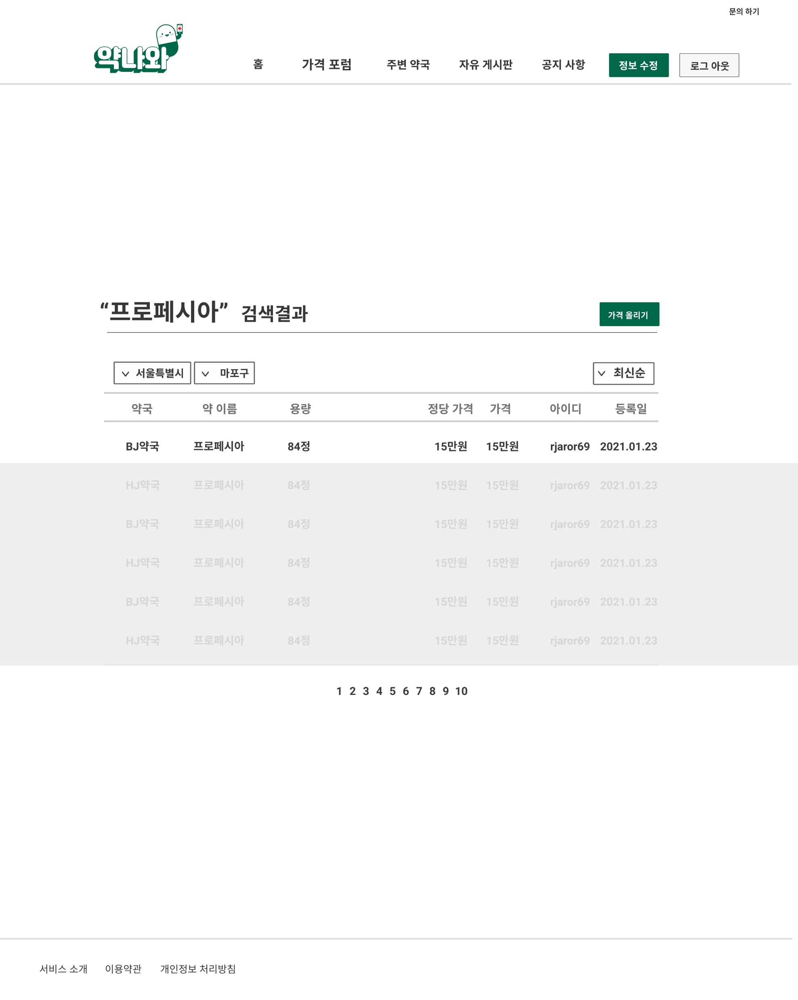 문의 하기
약나와
홈 가격 포럼 주변 약국 자유 게시판 공지 사항 정보 수정 로그 아웃
“프로페시아” 검색결과 가격 올리기
서울특별시 마포구 최신순
약국 약 이름 용량 정당 가격 가격 아이디 등록일
BJ약국 프로페시아 84정 15만원 15만원 rjaror69 2021.01.23
HJ약국 프로페시아 84정 15만원 15만원 rjaror69 2021.01.23
BJ약국 프로페시아 84정 15만원 15만원 rjaror69 2021.01.23
HJ약국 프로페시아 84정 15만원 15만원 rjaror69 2021.01.23
BJ약국 프로페시아 84정 15만원 15만원 rjaror69 2021.01.23
HJ약국 프로페시아 84정 15만원 15만원 rjaror69 2021.01.23
1 2 3 4 5 6 7 8 9 10
서비스 소개 이용약관 개인정보 처리방침